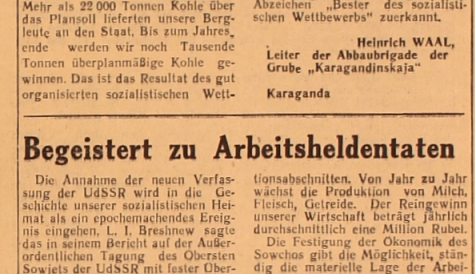 Mehr als 22 000 Tonnen Kohle über
das Plansoll lieferten unsere Berg-
leute an den Staat. Bis zum Jahres-
ende werden wir noch Tausende
Tonnen überplanmäßige Kohle ge-
winnen. Das ist das Resultat des gut
organisierten sozialistischen Wett-
Abzeichen „Bester des sozialisti-
schen Wettbewerbs" zuerkannt.
Heinrich WAAL,
Leiter der Abbaubrigade der
Grube „Karagandinskaja"
Karaganda
Begeistert zu Arbeitsheldentaten
Die Annahme der neuen Verfas-
sung der UdSSR wird in die Ge-
schichte unserer sozialistischen Hei-
mat als ein epochemachendes Ereig-
nis eingehen. L. I. Breshnew sagte
das in seinem Bericht auf der Außer-
ordentlichen Tagung des Obersten
Sowjets der UdSSR mit fester Über-
tionsabschnitten. Von Jahr zu Jahr
wächst die Produktion von Milch,
Fleisch, Getreide. Der Reingewinn
unserer Wirtschaft beträgt jährlich
durchschnittlich eine Million Rubel.
Die Festigung der Ökonomik des
Sowchos gibt die Möglichkeit, stän-
dig die materielle Lage der Arbei-